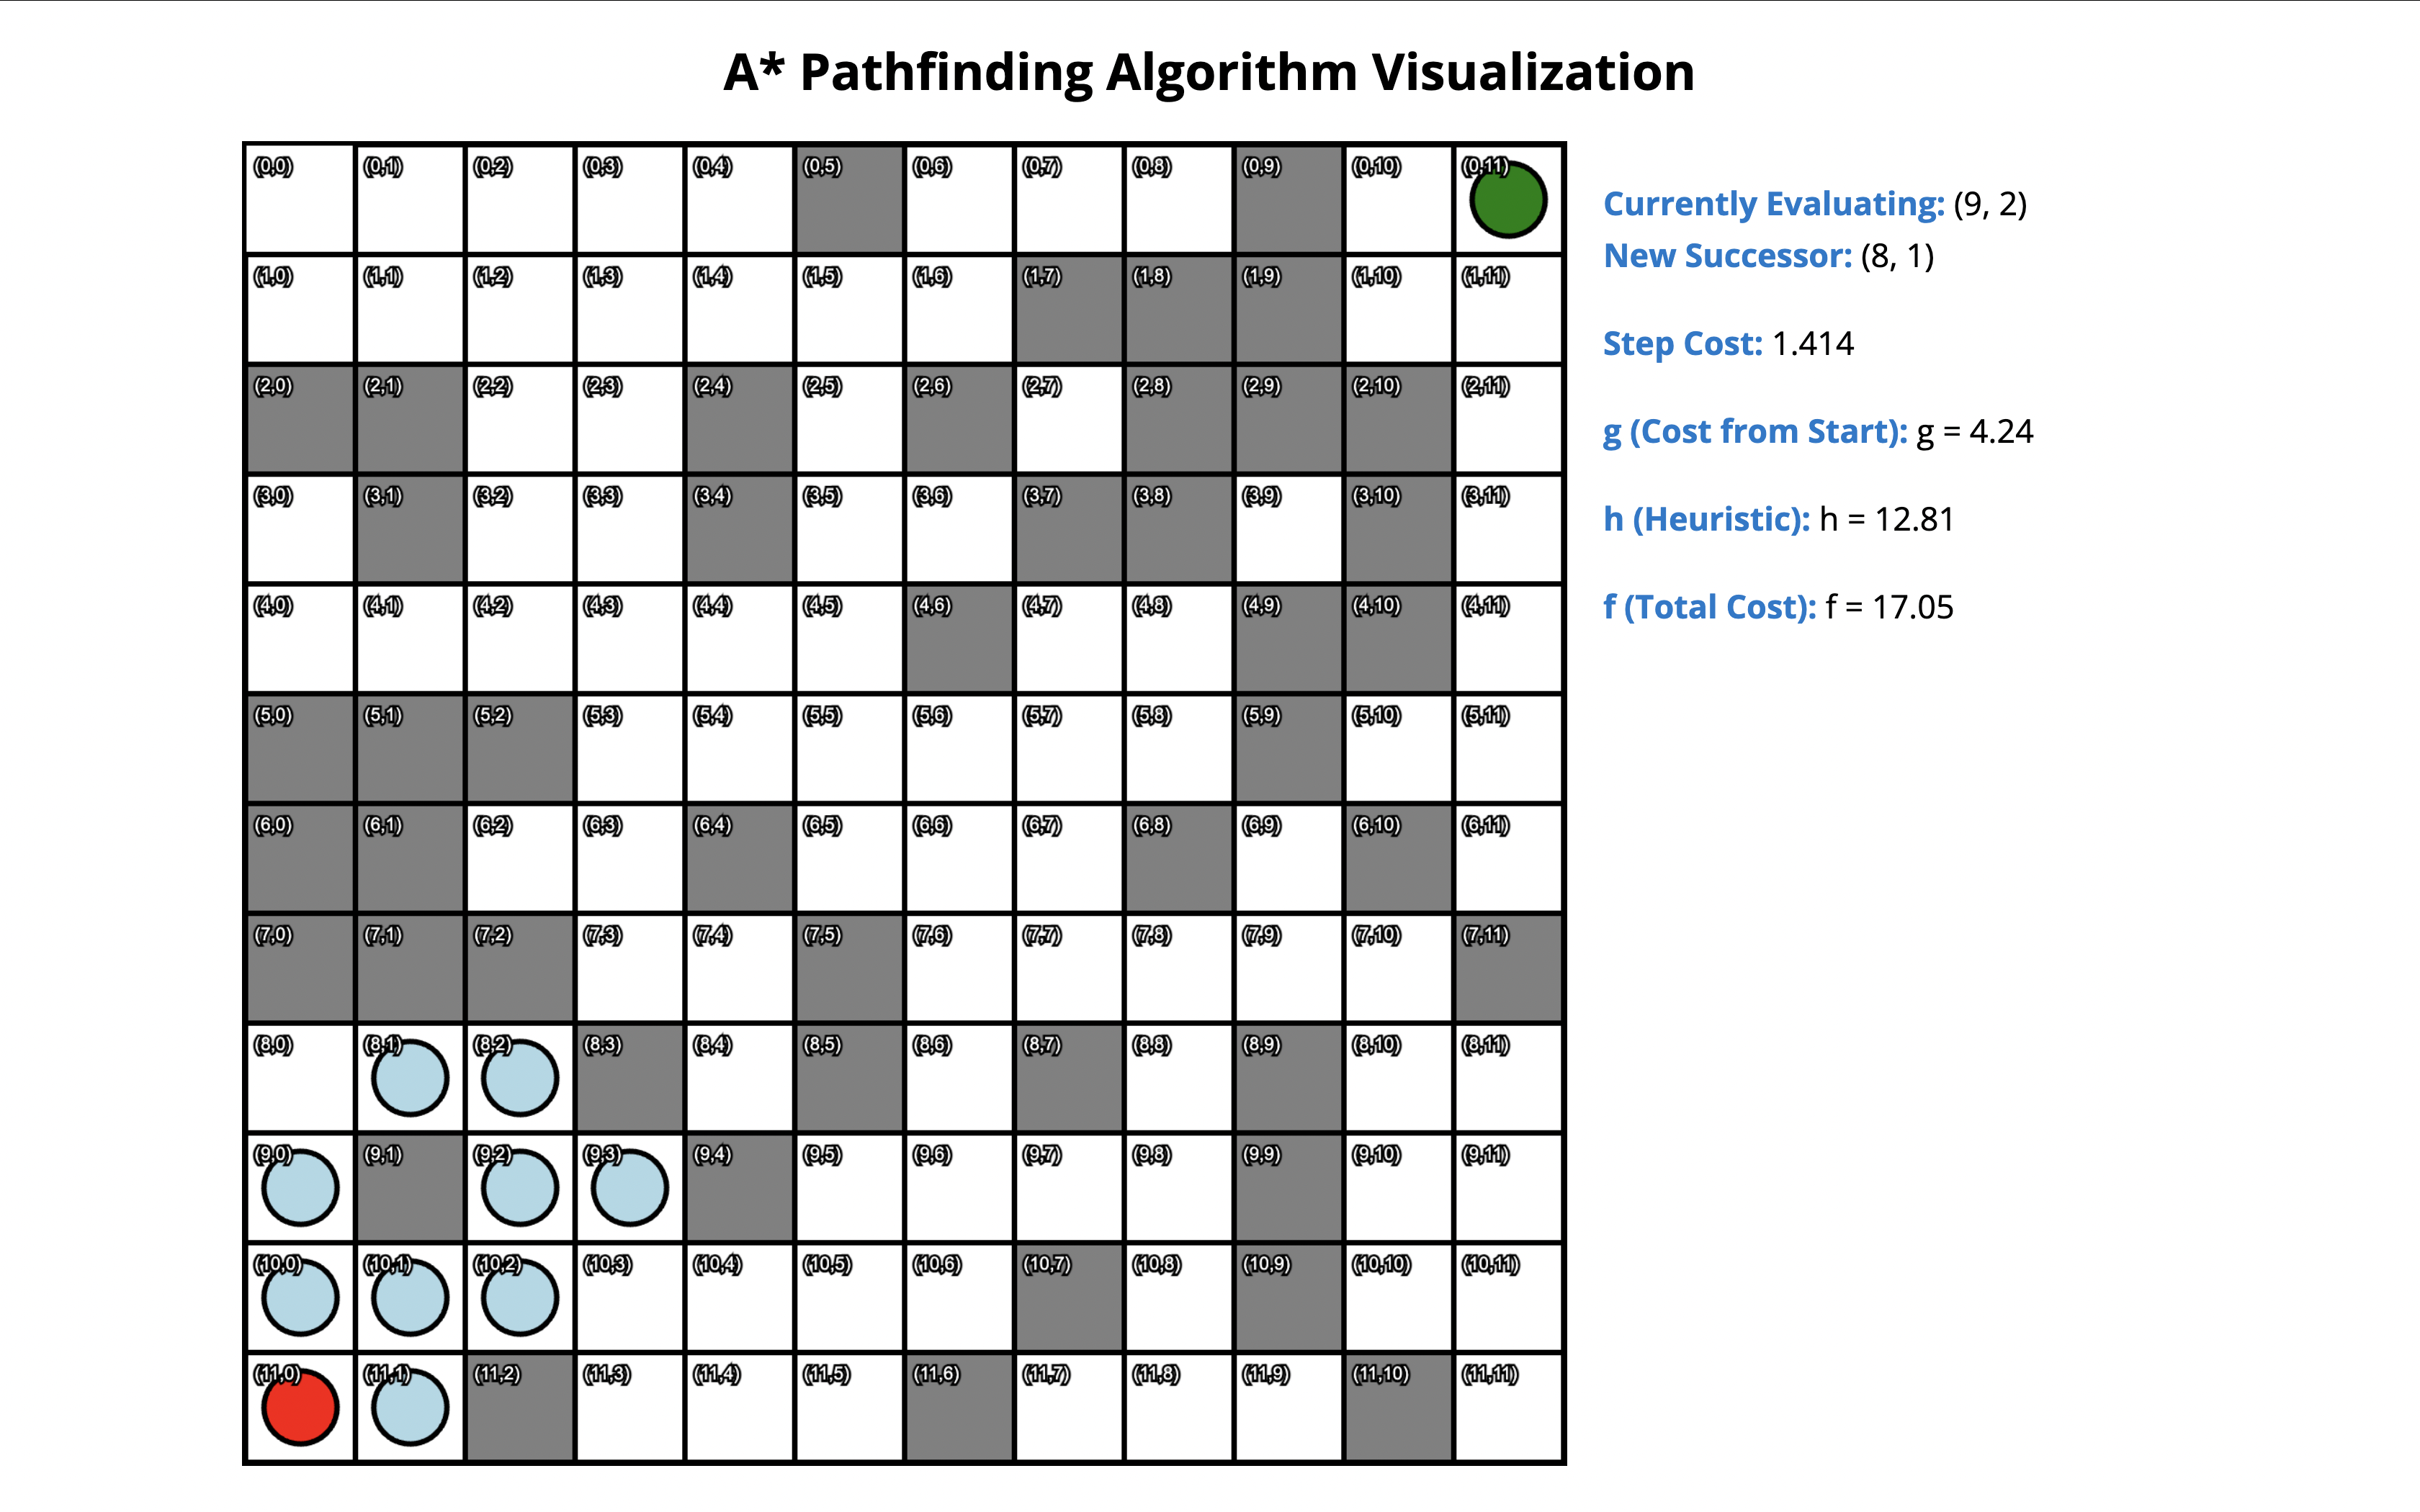 A* Pathfinding Algorithm Visualization
(0,0) (0,1) (0,2) (0,3) (0,4) (0,5) (0,6) (0,7) (0,8) (0,9) (0,10) (0,11)
(1,0) (1,1) (1,2) (1,3) (1,4) (1,5) (1,6) (1,7) (1,8) (1,9) (1,10) (1,11)
(2,0) (2,1) (2,2) (2,3) (2,4) (2,5) (2,6) (2,7) (2,8) (2,9) (2,10) (2,11)
(3,0) (3,1) (3,2) (3,3) (3,4) (3,5) (3,6) (3,7) (3,8) (3,9) (3,10) (3,11)
(4,0) (4,1) (4,2) (4,3) (4,4) (4,5) (4,6) (4,7) (4,8) (4,9) (4,10) (4,11)
(5,0) (5,1) (5,2) (5,3) (5,4) (5,5) (5,6) (5,7) (5,8) (5,9) (5,10) (5,11)
(6,0) (6,1) (6,2) (6,3) (6,4) (6,5) (6,6) (6,7) (6,8) (6,9) (6,10) (6,11)
(7,0) (7,1) (7,2) (7,3) (7,4) (7,5) (7,6) (7,7) (7,8) (7,9) (7,10) (7,11)
(8,0) (8,1) (8,2) (8,3) (8,4) (8,5) (8,6) (8,7) (8,8) (8,9) (8,10) (8,11)
(9,0) (9,1) (9,2) (9,3) (9,4) (9,5) (9,6) (9,7) (9,8) (9,9) (9,10) (9,11)
(10,0) (10,1) (10,2) (10,3) (10,4) (10,5) (10,6) (10,7) (10,8) (10,9) (10,10) (10,11)
(11,0) (11,1) (11,2) (11,3) (11,4) (11,5) (11,6) (11,7) (11,8) (11,9) (11,10) (11,11)
Currently Evaluating: (9, 2)
New Successor: (8, 1)
Step Cost: 1.414
g (Cost from Start): g = 4.24
h (Heuristic): h = 12.81
f (Total Cost): f = 17.05